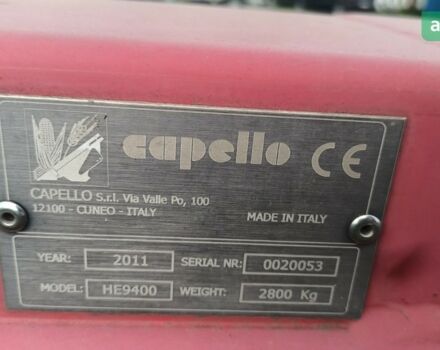 capello CE
CAPELLO S.r.l. Via Valle Po, 100
12100 - CUNEO - ITALY
MADE IN ITALY
YEAR: 2011 SERIAL NR: 0020053
MODEL: HE9400 WEIGHT: 2800 Kg